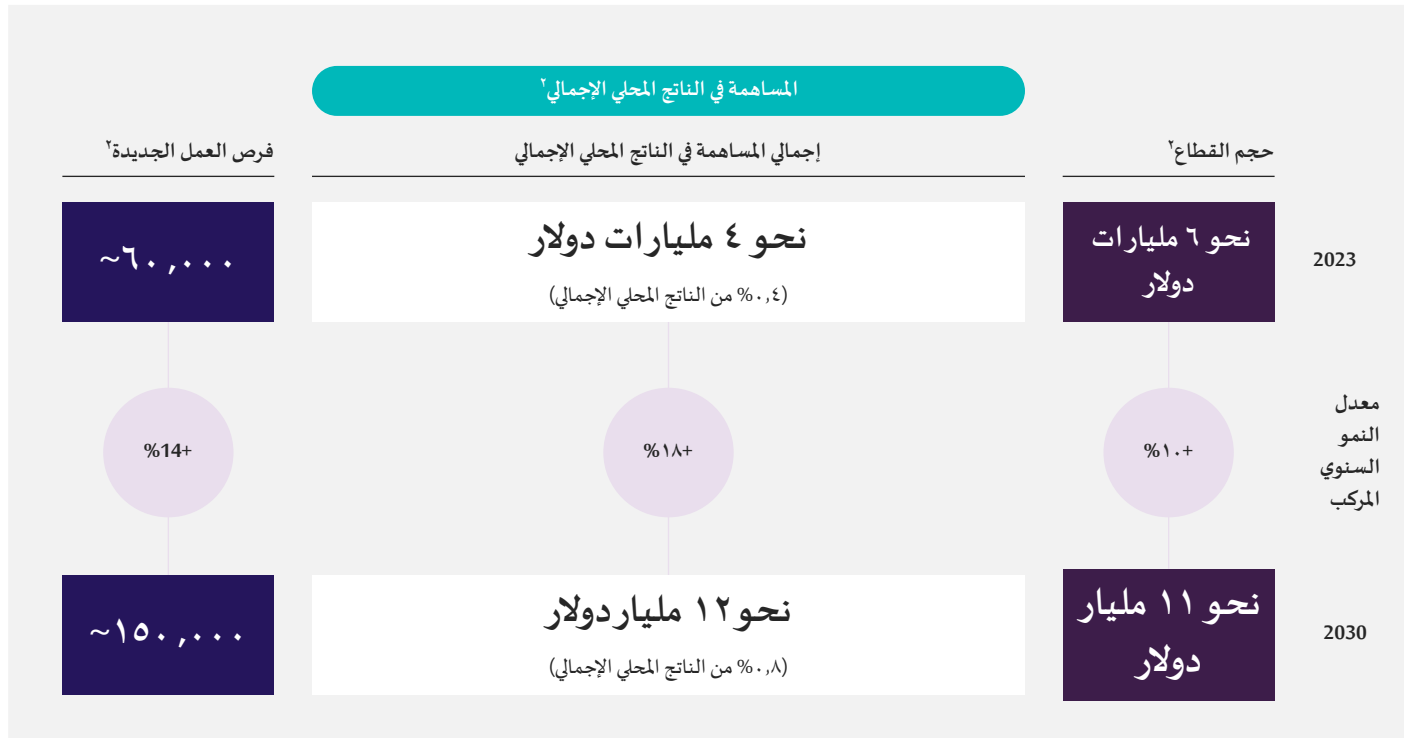 المساهمة في الناتج المحلي الإجمالي٢
حجم القطاع٢
إجمالي المساهمة في الناتج المحلي الإجمالي
فرص العمل الجديدة٢
2023
نحو ٦ مليارات
دولار
نحو ٤ مليارات دولار
(٠,٤% من الناتج المحلي الإجمالي)
~٦٠,٠٠٠
معدل
النمو
السنوي
المركب
+١٠%
+١٨%
+14%
2030
نحو ١١ مليار
دولار
نحو ١٢ مليار دولار
(٠,٨% من الناتج المحلي الإجمالي)
~١٥٠,٠٠٠